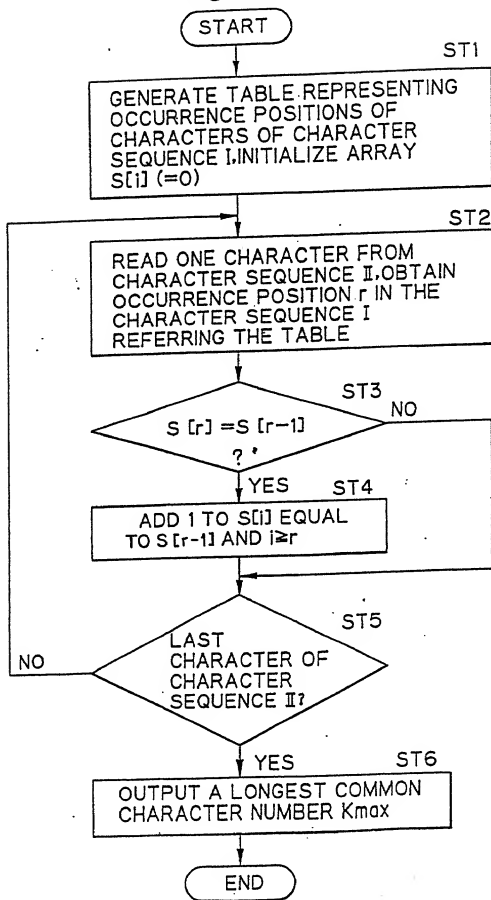 START
ST1
GENERATE TABLE REPRESENTING
OCCURRENCE POSITIONS OF
CHARACTERS OF CHARACTER
SEQUENCE I.INITIALIZE ARRAY
S[i] (=0)
ST2
READ ONE CHARACTER FROM
CHARACTER SEQUENCE II.OBTAIN
OCCURRENCE POSITION r IN THE
CHARACTER SEQUENCE I
REFERRING THE TABLE
ST3
S [r] =S [r-1]
?
NO
YES
ST4
ADD 1 TO S[i] EQUAL
TO S [r-1] AND i≥r
ST5
LAST
CHARACTER OF
CHARACTER
SEQUENCE II?
NO
YES
ST6
OUTPUT A LONGEST COMMON
CHARACTER NUMBER Kmax
END